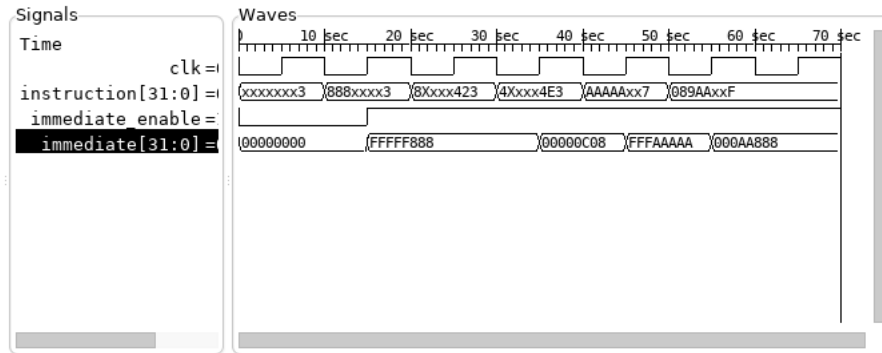 Signals
Waves
Time
10 sec 20 sec 30 sec 40 sec 50 sec 60 sec 70 sec
clk=
instruction[31:0]= xxxxxxx3 888xxxx3 8Xxxx423 4Xxxx4E3 AAAAAxx7 089AAxxF
immediate_enable=
immediate[31:0]= 00000000 FFFFF888 00000C08 FFFAAAAA 000AA888